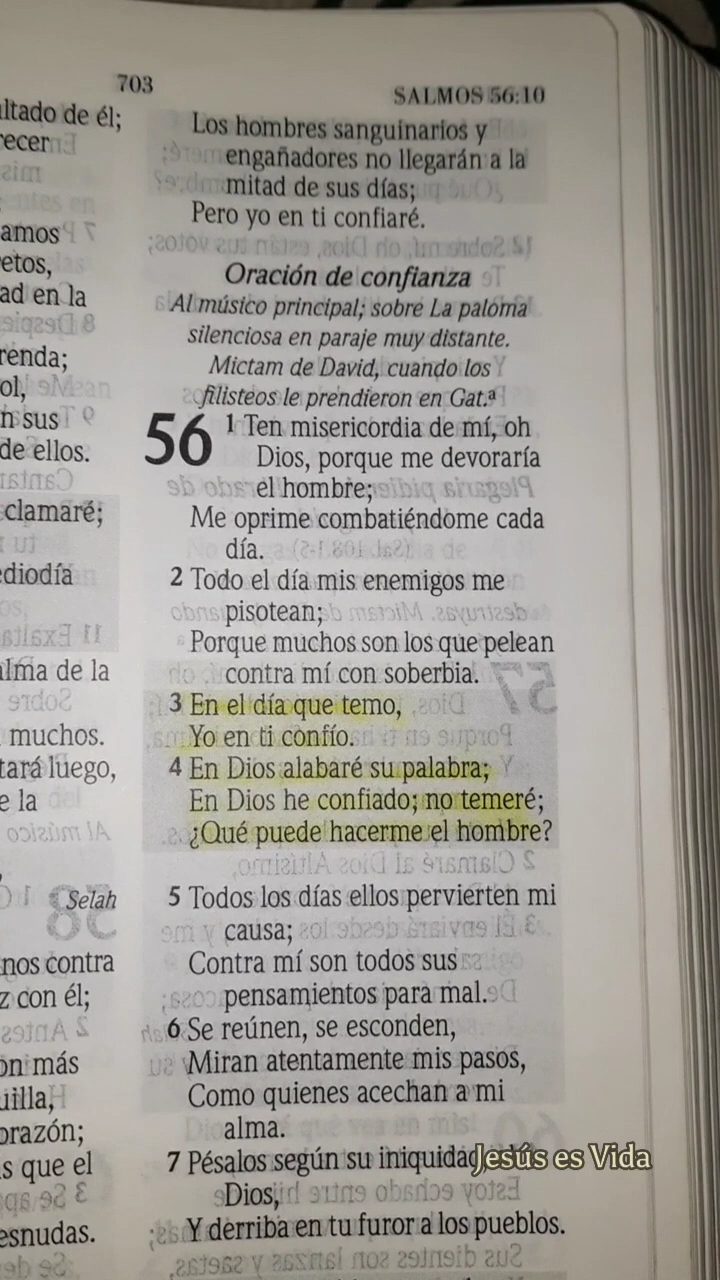 703
SALMOS 56:10
ltado de él;
recer
amos
etos,
ad en la
renda;
ol,
n sus
de ellos.
clamaré;
diodía
alma de la
muchos.
tará luego,
e la
Selah
nos contra
z con él;
on más
uilla,
orazón;
s que el
esnudas.
Los hombres sanguinarios y
engañadores no llegarán a la
mitad de sus días;
Pero yo en ti confiaré.
Oración de confianza
Al músico principal; sobre La paloma
silenciosa en paraje muy distante.
Mictam de David, cuando los
filisteos le prendieron en Gat.ª
56 1 Ten misericordia de mí, oh
Dios, porque me devoraría
el hombre;
Me oprime combatiéndome cada
día.
2 Todo el día mis enemigos me
pisotean;
Porque muchos son los que pelean
contra mí con soberbia.
3 En el día que temo,
Yo en ti confío.
4 En Dios alabaré su palabra;
En Dios he confiado; no temeré;
¿Qué puede hacerme el hombre?
5 Todos los días ellos pervierten mi
causa;
Contra mí son todos sus
pensamientos para mal.
6 Se reúnen, se esconden,
Miran atentamente mis pasos,
Como quienes acechan a mi
alma.
7 Pésalos según su iniquidad
Jesús es Vida
Dios,
Y derriba en tu furor a los pueblos.